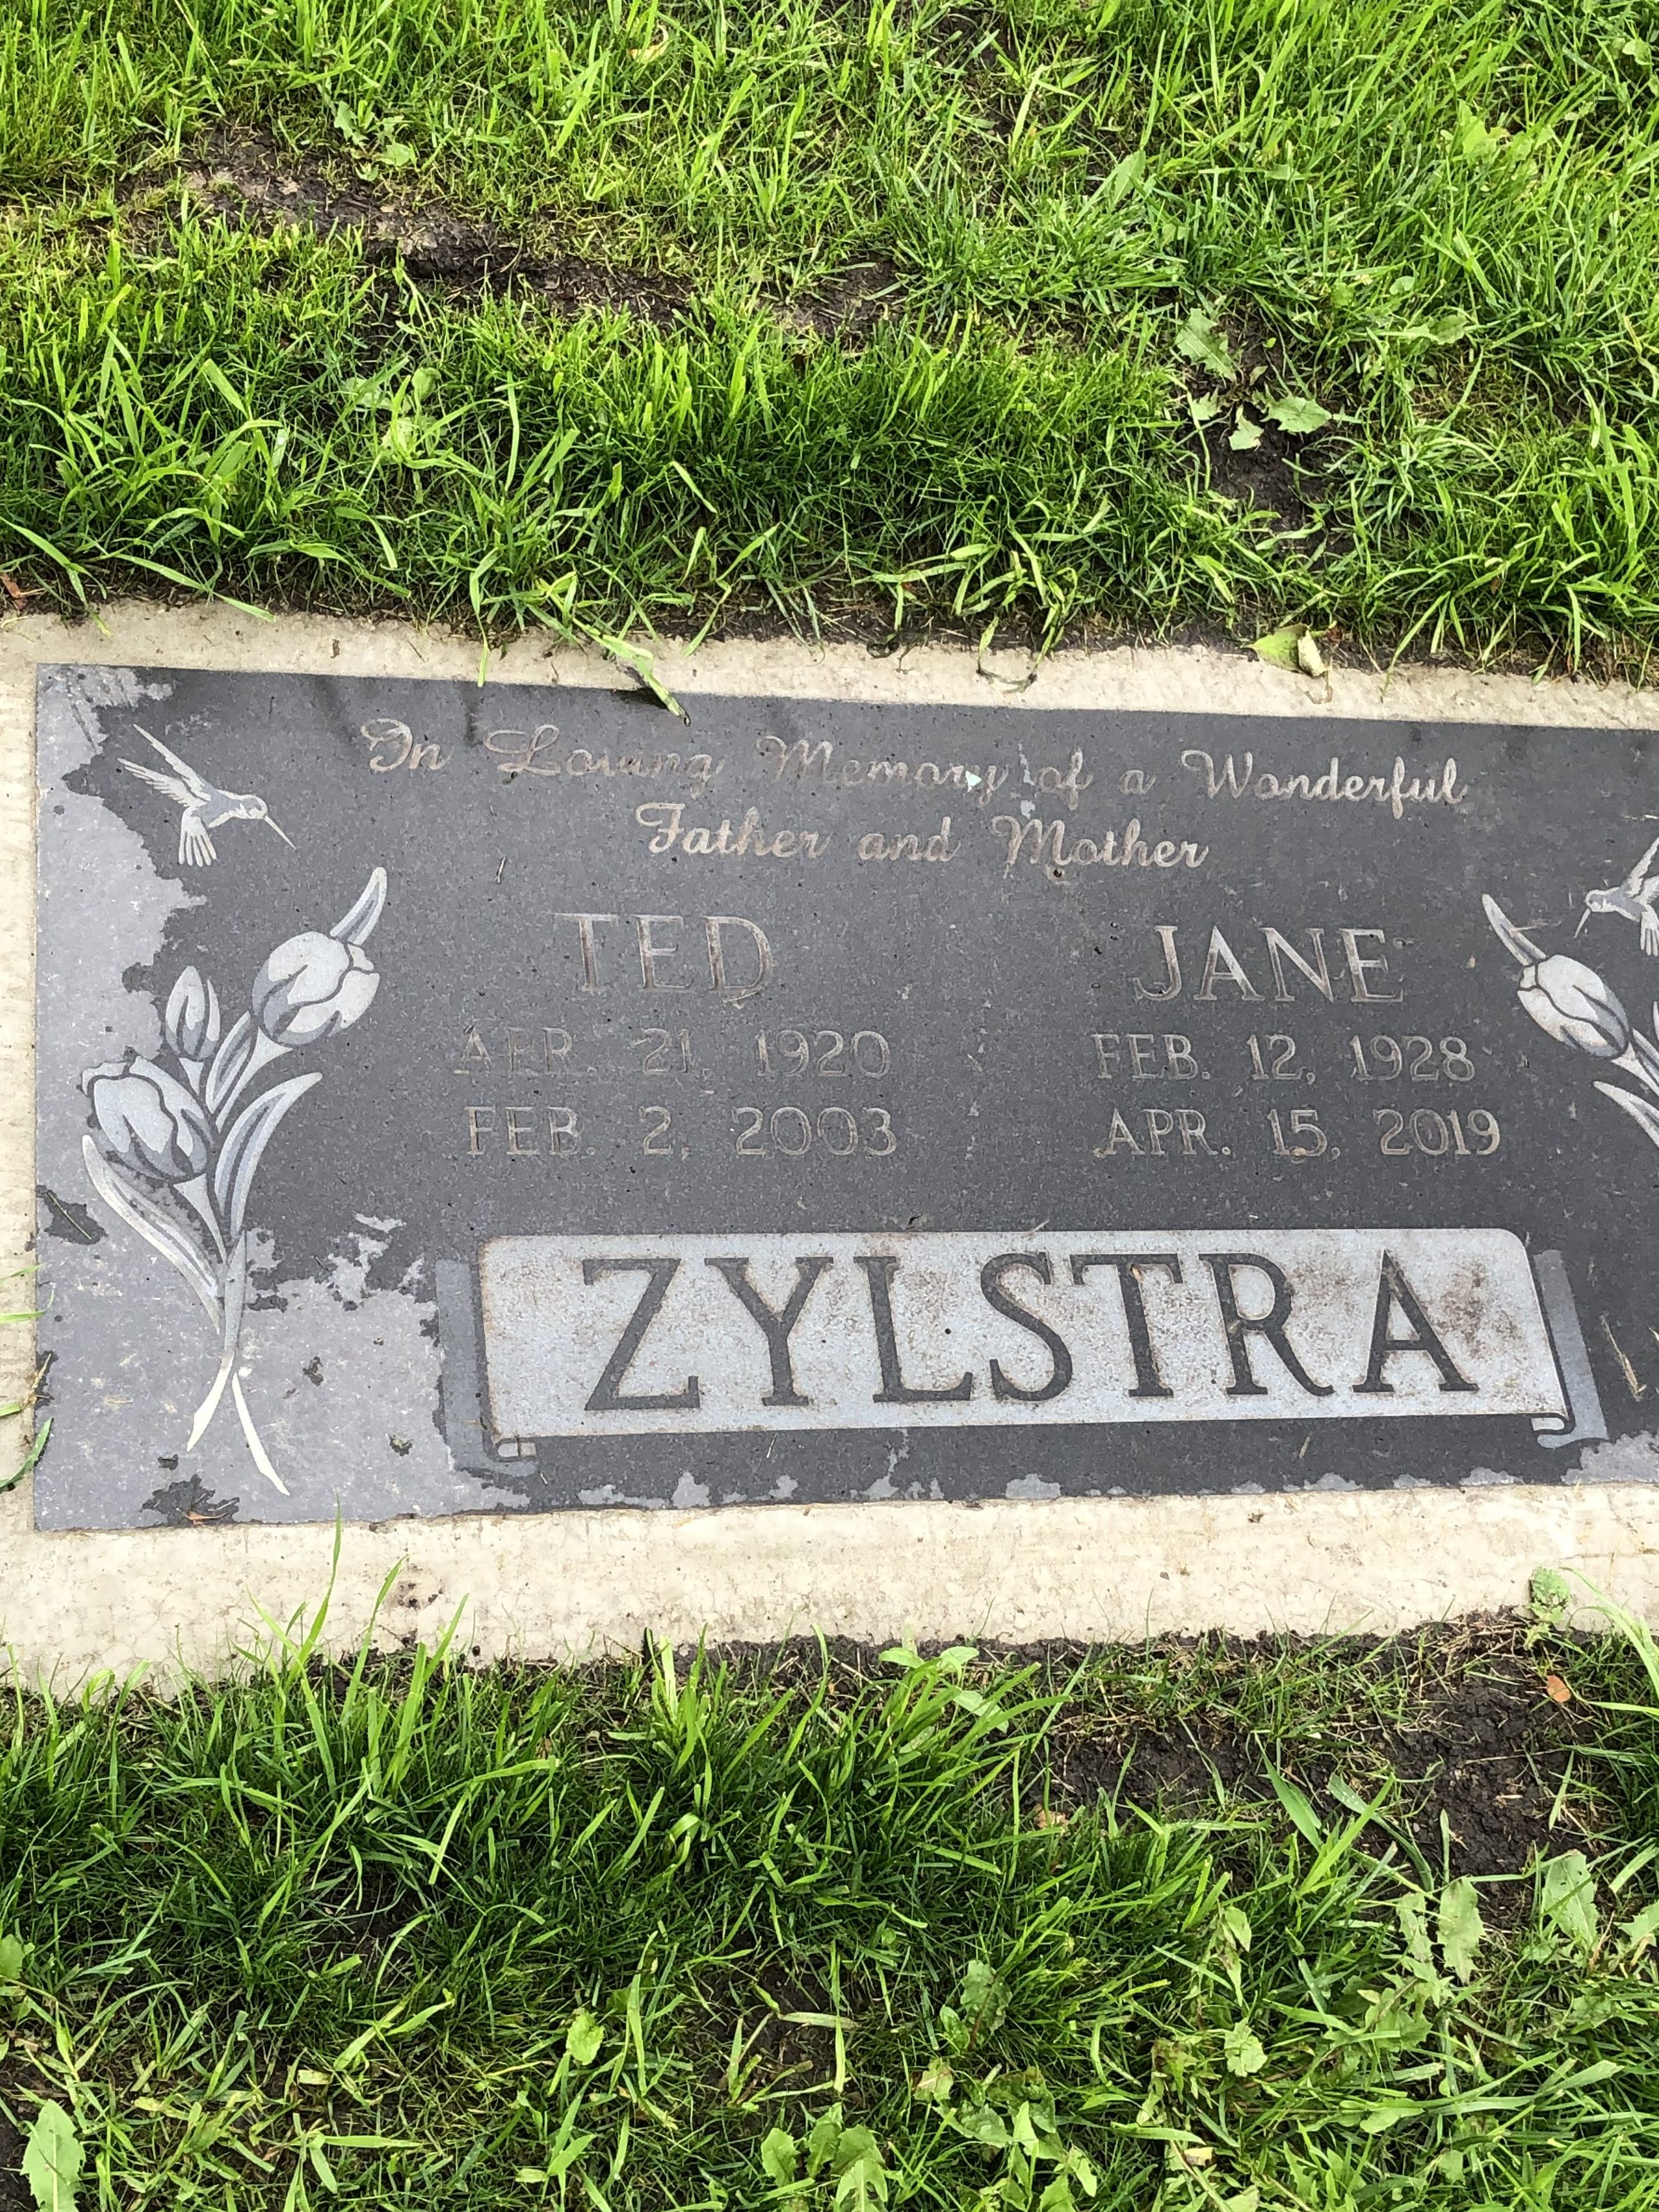 In Loving Memory of a Wonderful
Father and Mother
TED
APR. 21, 1920
FEB. 2, 2003
JANE
FEB. 12, 1928
APR. 15, 2019
ZYLSTRA